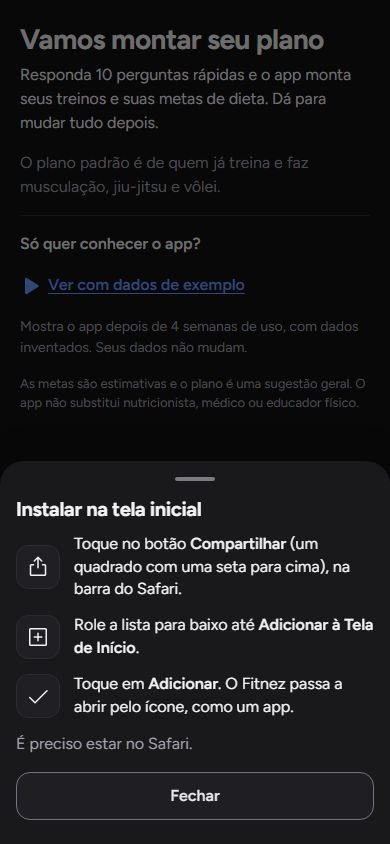 Vamos montar seu plano
Responda 10 perguntas rápidas e o app monta
seus treinos e suas metas de dieta. Dá para
mudar tudo depois.
O plano padrão é de quem já treina e faz
musculação, jiu-jitsu e vôlei.
Só quer conhecer o app?
Ver com dados de exemplo
Mostra o app depois de 4 semanas de uso, com dados
inventados. Seus dados não mudam.
As metas são estimativas e o plano é uma sugestão geral. O
app não substitui nutricionista, médico ou educador físico.
Instalar na tela inicial
Toque no botão Compartilhar (um
quadrado com uma seta para cima), na
barra do Safari.
Role a lista para baixo até Adicionar à Tela
de Início.
Toque em Adicionar. O Fitnez passa a
abrir pelo ícone, como um app.
É preciso estar no Safari.
Fechar